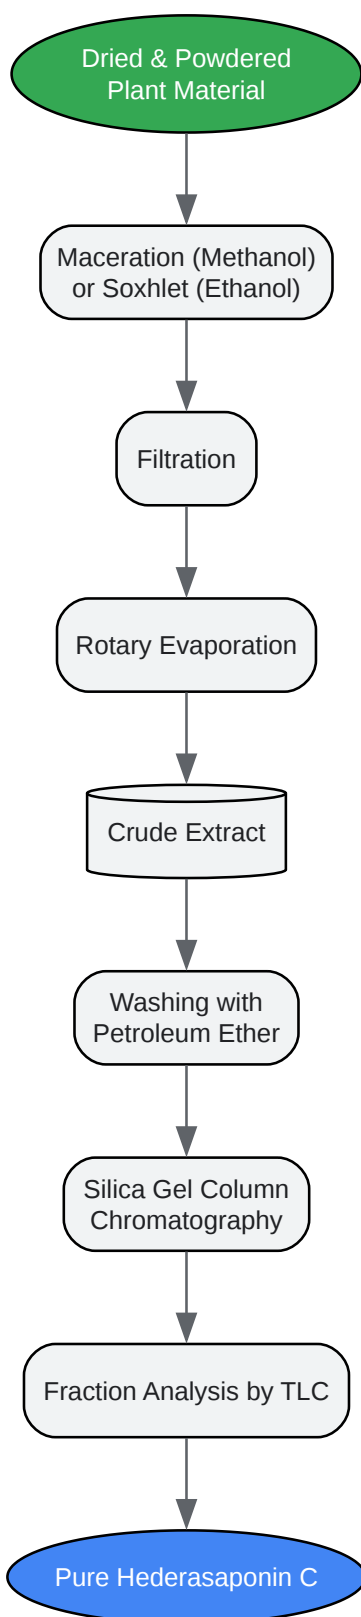 Dried & Powdered
Plant Material
Maceration (Methanol)
or Soxhlet (Ethanol)
Filtration
Rotary Evaporation
Crude Extract
Washing with
Petroleum Ether
Silica Gel Column
Chromatography
Fraction Analysis by TLC
Pure Hederasaponin C